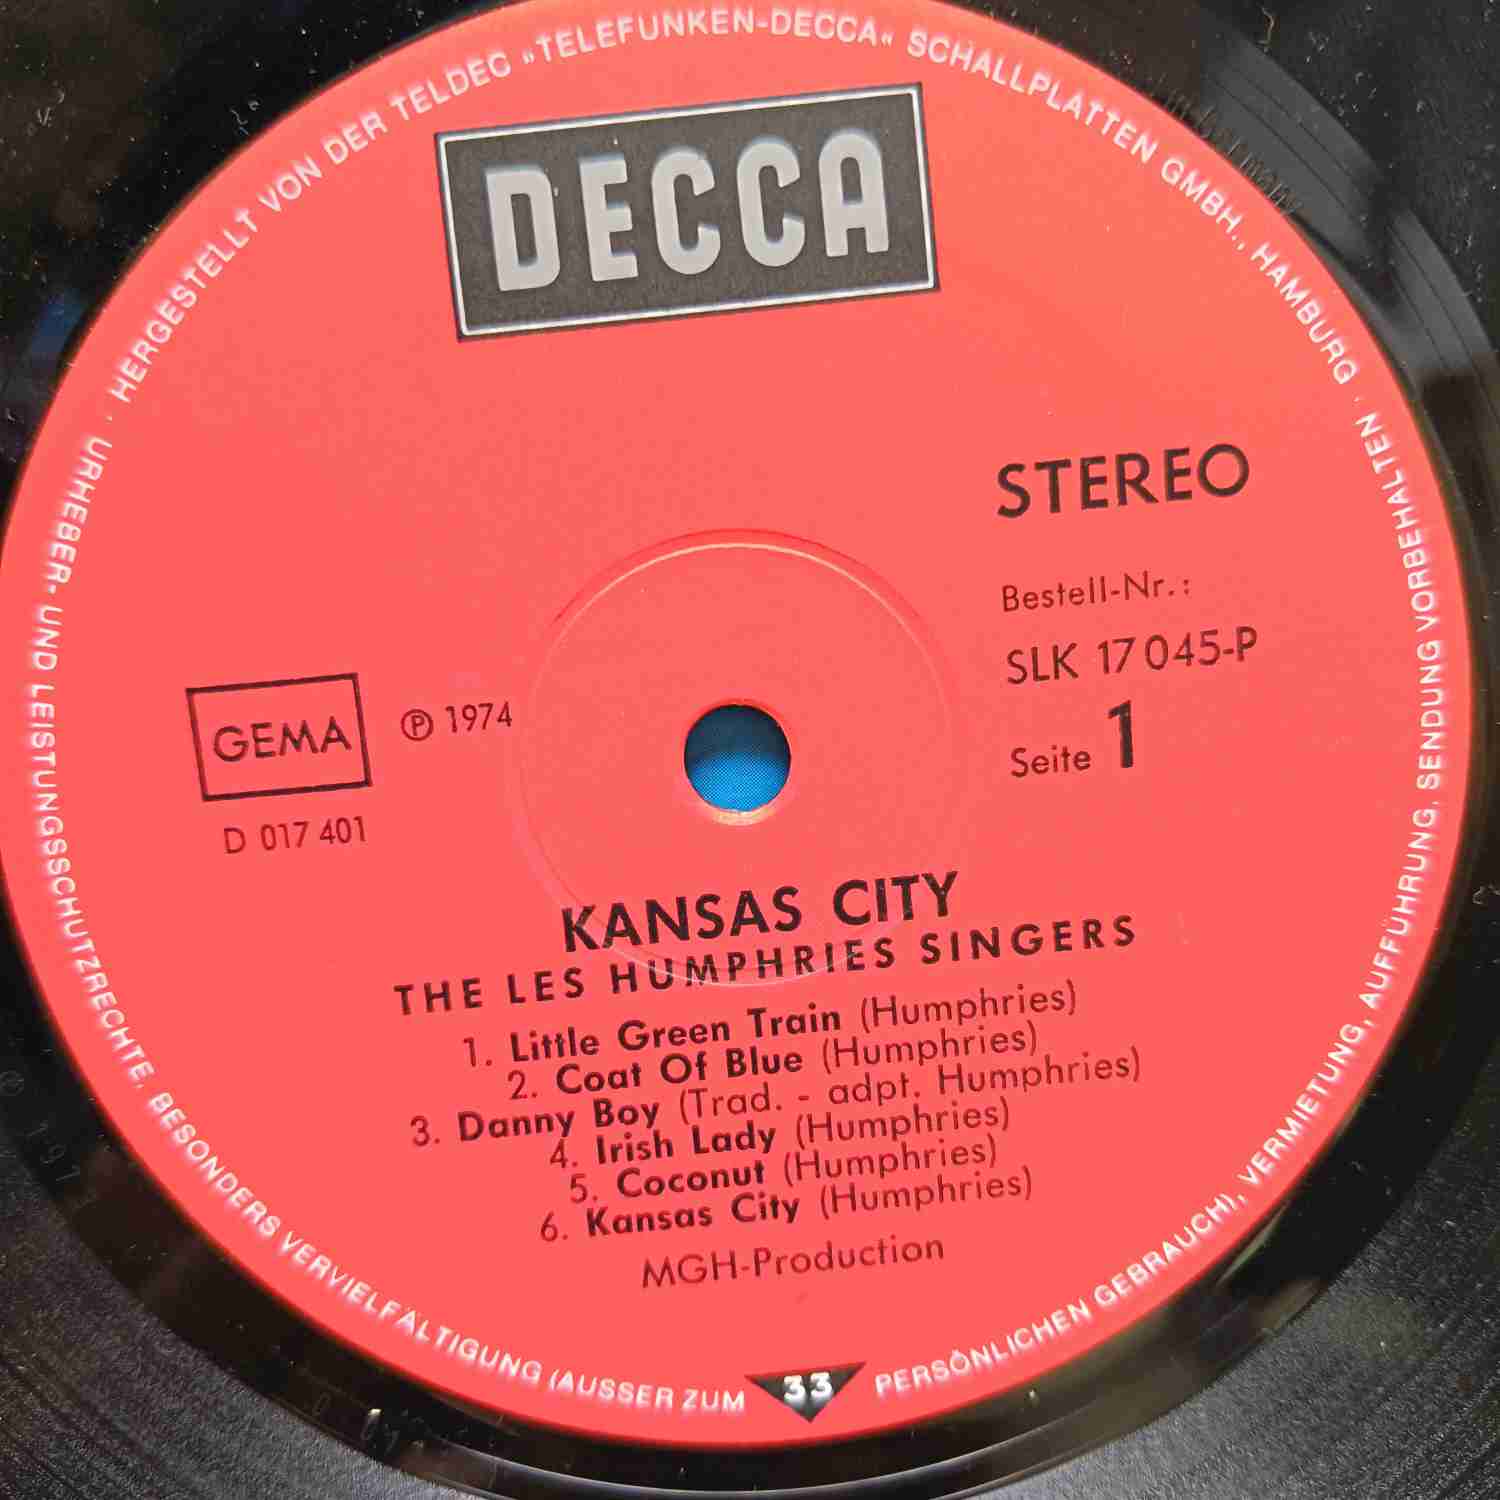 HERGESTELLT VON DER TELDEC »TELEFUNKEN-DECCA« SCHALLPLATTEN GMBH., HAMBURG ·
URHEBER- UND LEISTUNGSSCHUTZRECHTE, BESONDERS VERVIELFÄLTIGUNG (AUSSER ZUM
PERSÖNLICHEN GEBRAUCH), VERMIETUNG, AUFFÜHRUNG, SENDUNG VORBEHALTEN ·
DECCA
STEREO
Bestell-Nr.:
SLK 17 045-P
Seite 1
GEMA
℗ 1974
D 017 401
KANSAS CITY
THE LES HUMPHRIES SINGERS
1. Little Green Train (Humphries)
2. Coat Of Blue (Humphries)
3. Danny Boy (Trad. - adpt. Humphries)
4. Irish Lady (Humphries)
5. Coconut (Humphries)
6. Kansas City (Humphries)
MGH-Production
33